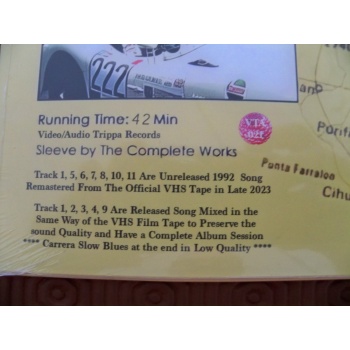 222
Running Time: 42 Min
Video/Audio Trippa Records
Sleeve by The Complete Works
Track 1, 5, 6, 7, 8, 10, 11 Are Unreleased 1992 Song
Remastered From The Official VHS Tape in Late 2023
Track 1, 2, 3, 4, 9 Are Released Song Mixed in the
Same Way of the VHS Film Tape to Preserve the
sound Quality and Have a Complete Album Session
**** Carrera Slow Blues at the end in Low Quality ****
VTA
Punta Farralon